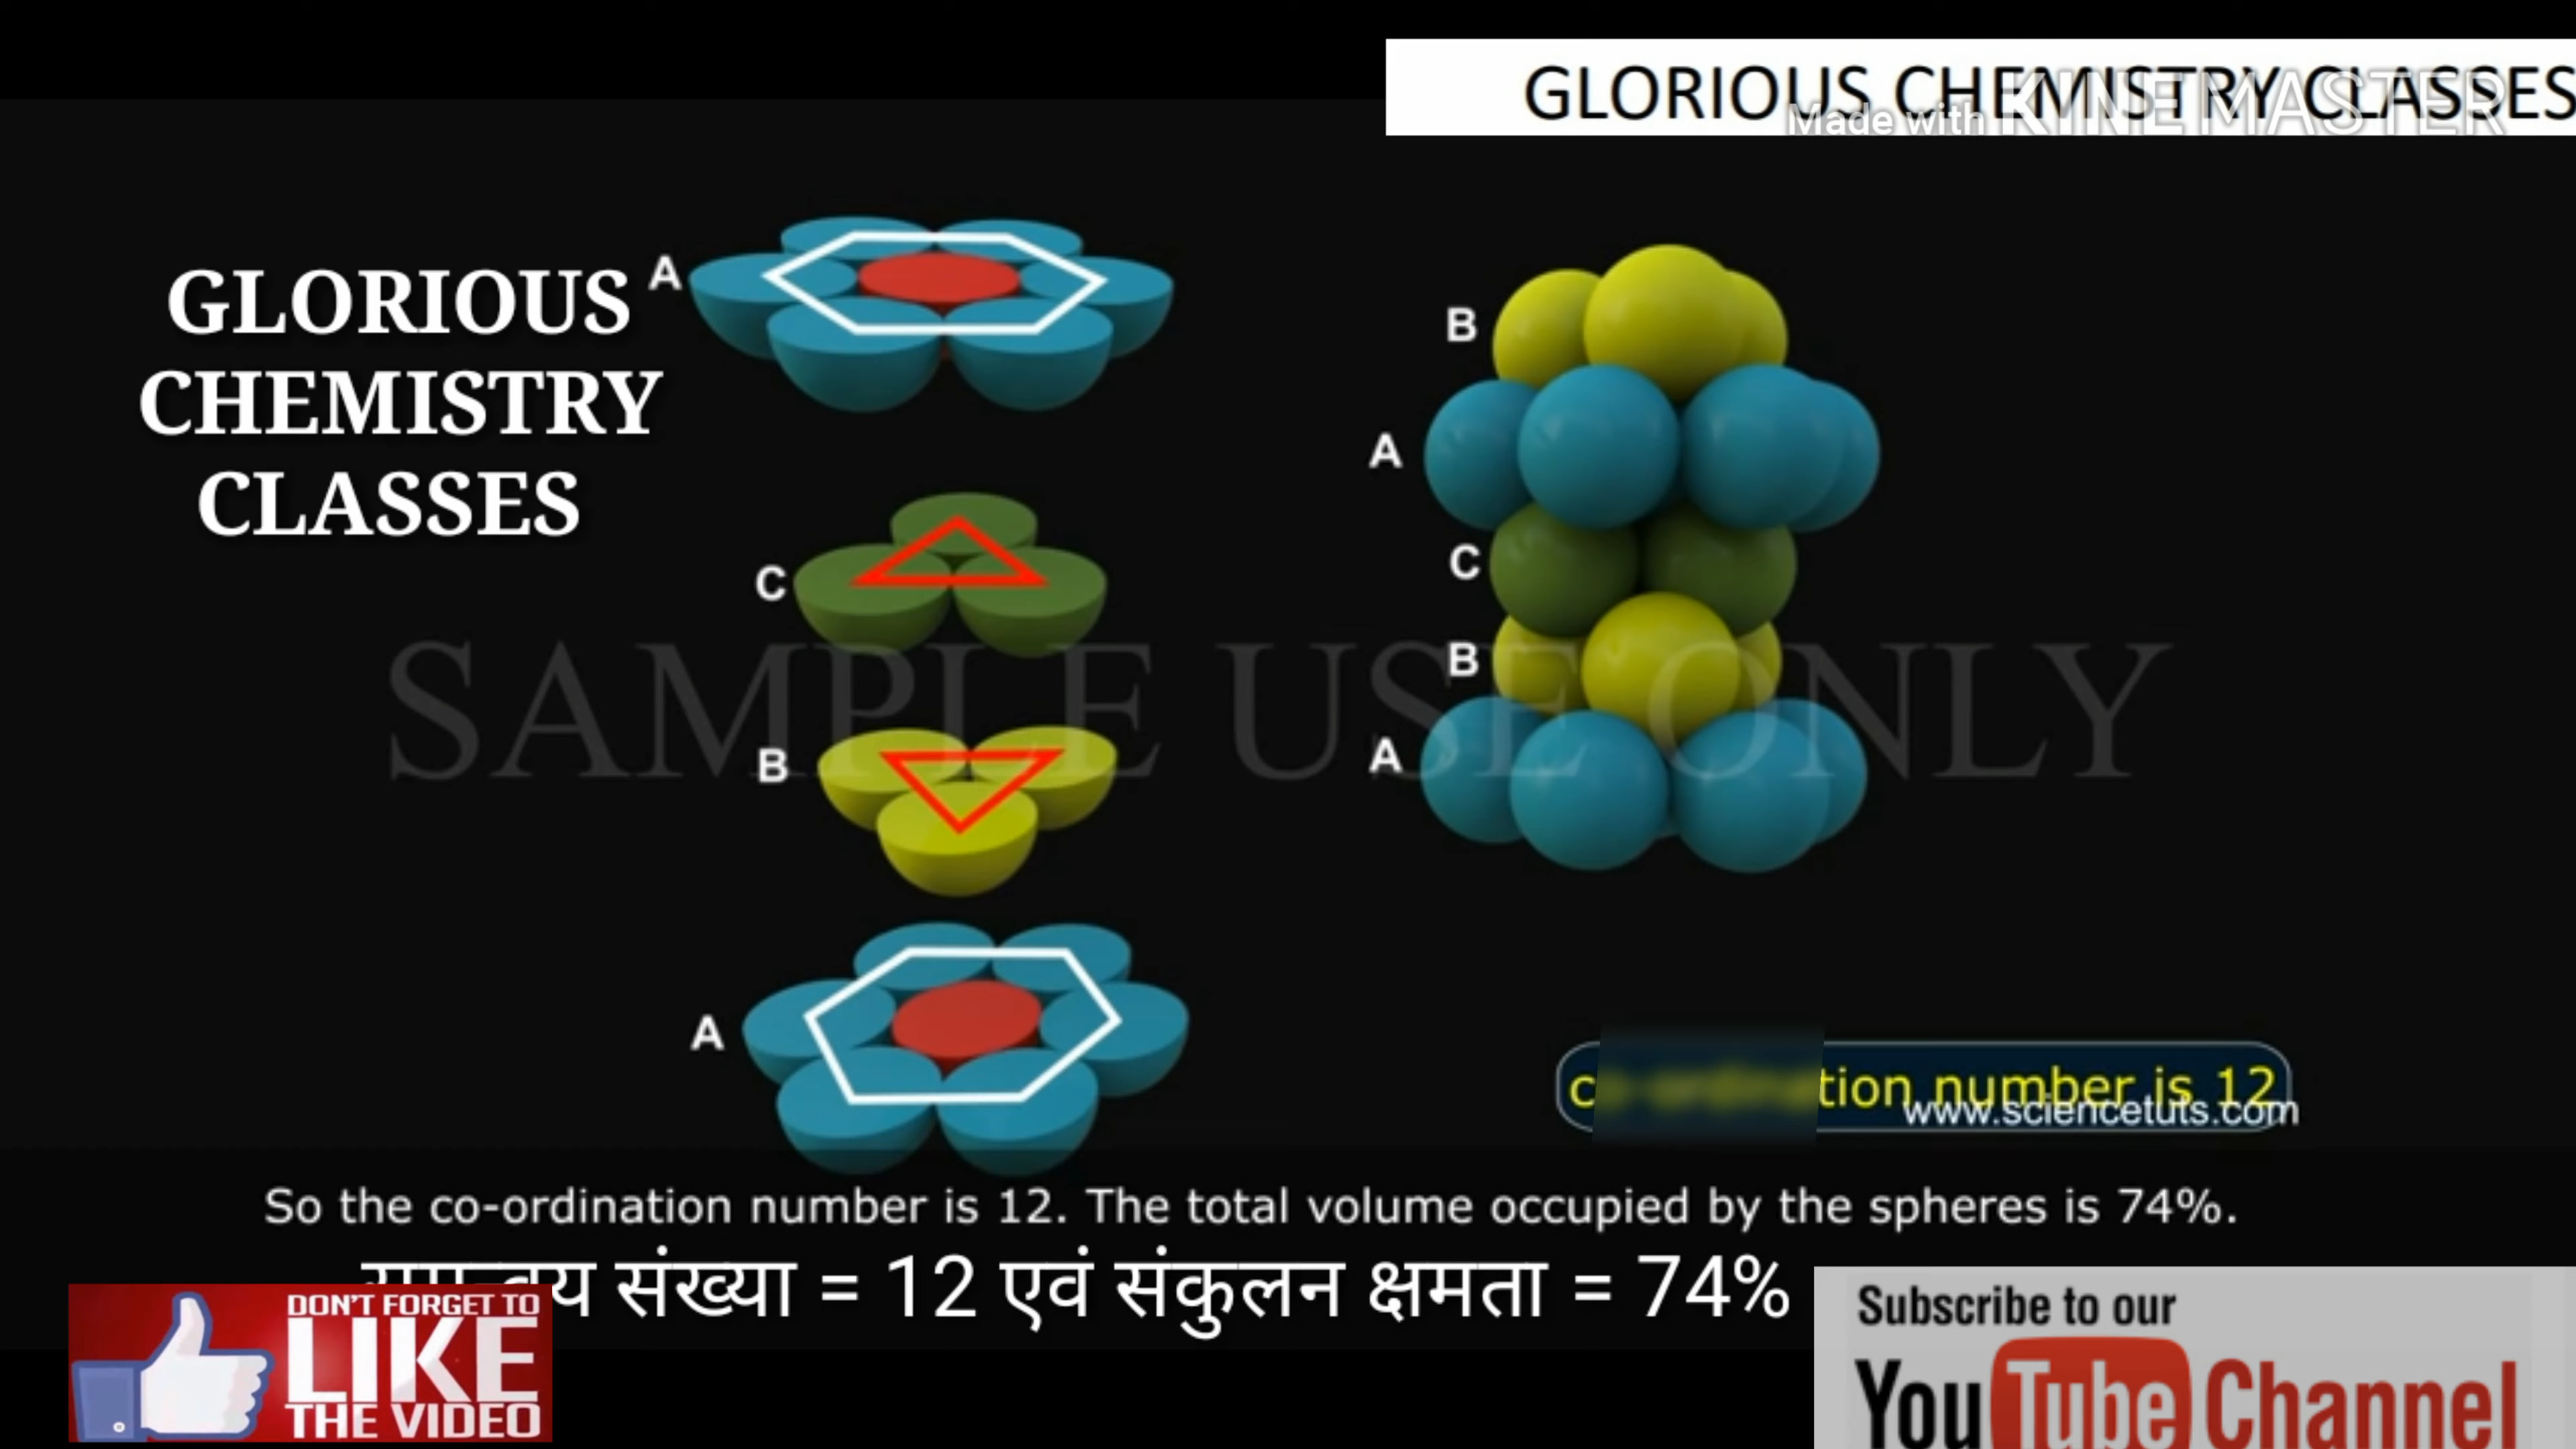 GLORIOUS CHEMISTRY CLASSES
Made with KINEMASTER
GLORIOUS
CHEMISTRY
CLASSES
A
C
B
A
B
A
C
B
A
SAMPLE USE ONLY
co-ordination number is 12
www.sciencetuts.com
So the co-ordination number is 12. The total volume occupied by the spheres is 74%.
संख्या = 12 एवं संकुलन क्षमता = 74%
DON'T FORGET TO
LIKE
THE VIDEO
Subscribe to our
YouTube Channel